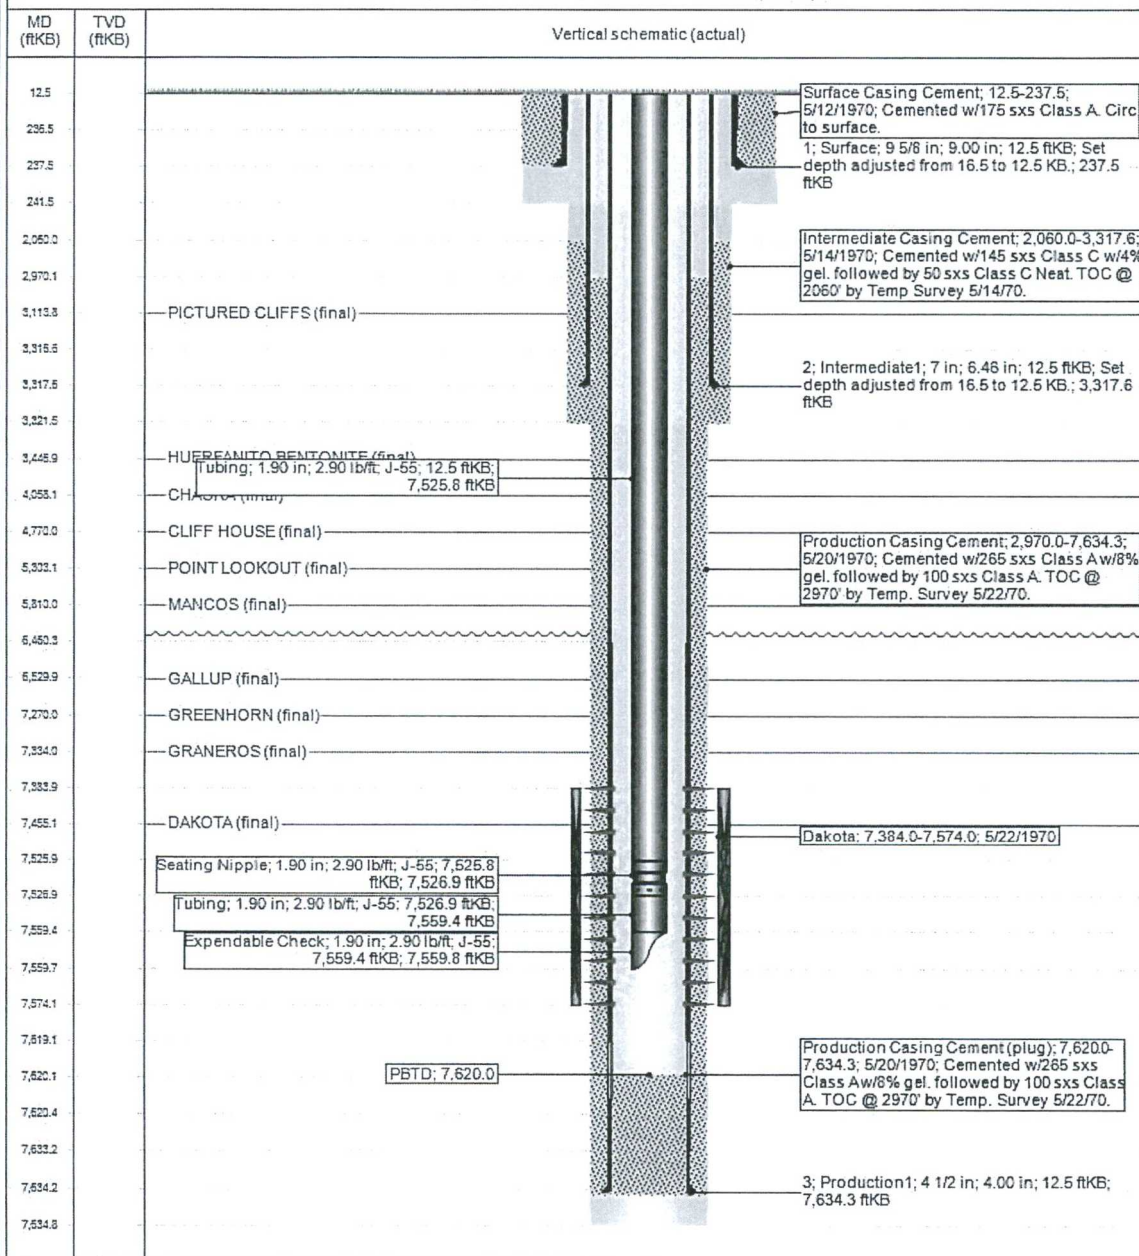 MD
(ftKB)
TVD
(ftKB)
Vertical schematic (actual)
12.5
236.5
237.5
241.5
2,060.0
2,970.1
3,113.8
3,315.6
3,317.6
3,321.5
3,445.9
4,058.1
4,770.0
5,303.1
5,810.0
6,450.3
6,529.9
7,270.0
7,334.0
7,383.9
7,455.1
7,525.9
7,526.9
7,559.4
7,559.7
7,574.1
7,619.1
7,620.1
7,620.4
7,633.2
7,634.2
7,634.8
PICTURED CLIFFS (final)
HUERFANITO BENTONITE (final)
Tubing; 1.90 in; 2.90 lb/ft; J-55; 12.5 ftKB;
7,525.8 ftKB
CHACRA (final)
CLIFF HOUSE (final)
POINT LOOKOUT (final)
MANCOS (final)
GALLUP (final)
GREENHORN (final)
GRANEROS (final)
DAKOTA (final)
Seating Nipple; 1.90 in; 2.90 lb/ft; J-55; 7,525.8
ftKB; 7,526.9 ftKB
Tubing; 1.90 in; 2.90 lb/ft; J-55; 7,526.9 ftKB;
7,559.4 ftKB
Expendable Check; 1.90 in; 2.90 lb/ft; J-55;
7,559.4 ftKB; 7,559.8 ftKB
PBTD; 7,620.0
Surface Casing Cement; 12.5-237.5;
5/12/1970; Cemented w/175 sxs Class A. Circ
to surface.
1; Surface; 9 5/8 in; 9.00 in; 12.5 ftKB; Set
depth adjusted from 16.5 to 12.5 KB.; 237.5
ftKB
Intermediate Casing Cement; 2,060.0-3,317.6;
5/14/1970; Cemented w/145 sxs Class C w/4%
gel. followed by 50 sxs Class C Neat. TOC @
2060' by Temp Survey 5/14/70.
2; Intermediate1; 7 in; 6.46 in; 12.5 ftKB; Set
depth adjusted from 16.5 to 12.5 KB.; 3,317.6
ftKB
Production Casing Cement; 2,970.0-7,634.3;
5/20/1970; Cemented w/265 sxs Class A w/8%
gel. followed by 100 sxs Class A. TOC @
2970' by Temp. Survey 5/22/70.
Dakota; 7,384.0-7,574.0; 5/22/1970
Production Casing Cement (plug); 7,620.0-
7,634.3; 5/20/1970; Cemented w/265 sxs
Class A w/8% gel. followed by 100 sxs Class
A. TOC @ 2970' by Temp. Survey 5/22/70.
3; Production1; 4 1/2 in; 4.00 in; 12.5 ftKB;
7,634.3 ftKB